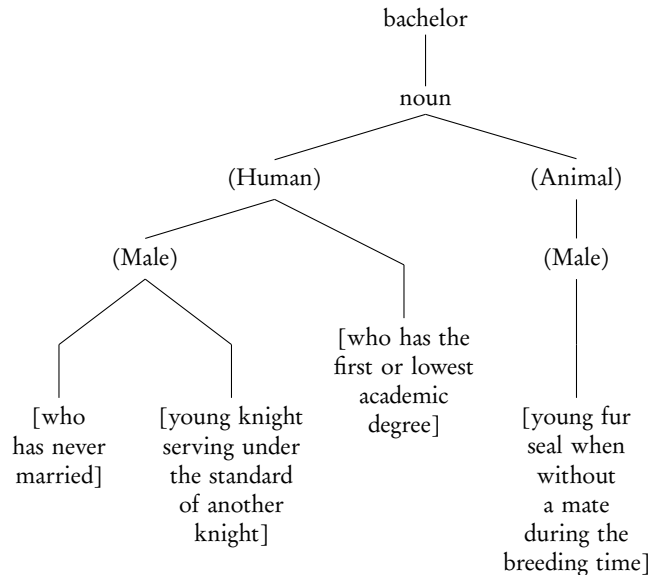 bachelor
noun
(Human)
(Animal)
(Male)
(Male)
[who has the
first or lowest
academic
degree]
[who
has never
married]
[young knight
serving under
the standard
of another
knight]
[young fur
seal when
without
a mate
during the
breeding time]